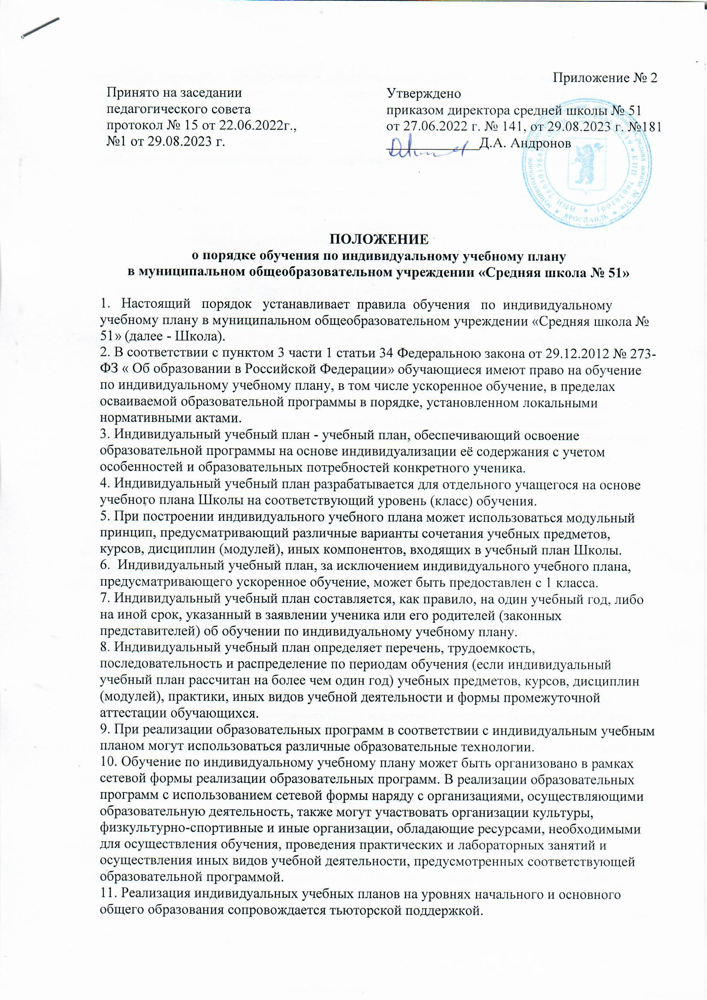 Приложение № 2
Принято на заседании
педагогического совета
протокол № 15 от 22.06.2022г.,
№1 от 29.08.2023 г.
Утверждено
приказом директора средней школы № 51
от 27.06.2022 г. № 141, от 29.08.2023 г. №181
_____________Д.А. Андронов
ЯРОСЛАВЛЬ
КПП 760301001
ПОЛОЖЕНИЕ
о порядке обучения по индивидуальному учебному плану
в муниципальном общеобразовательном учреждении «Средняя школа № 51»
1. Настоящий порядок устанавливает правила обучения по индивидуальному
учебному плану в муниципальном общеобразовательном учреждении «Средняя школа №
51» (далее - Школа).
2. В соответствии с пунктом 3 части 1 статьи 34 Федеральною закона от 29.12.2012 № 273-
ФЗ « Об образовании в Российской Федерации» обучающиеся имеют право на обучение
по индивидуальному учебному плану, в том числе ускоренное обучение, в пределах
осваиваемой образовательной программы в порядке, установленном локальными
нормативными актами.
3. Индивидуальный учебный план - учебный план, обеспечивающий освоение
образовательной программы на основе индивидуализации её содержания с учетом
особенностей и образовательных потребностей конкретного ученика.
4. Индивидуальный учебный план разрабатывается для отдельного учащегося на основе
учебного плана Школы на соответствующий уровень (класс) обучения.
5. При построении индивидуального учебного плана может использоваться модульный
принцип, предусматривающий различные варианты сочетания учебных предметов,
курсов, дисциплин (модулей), иных компонентов, входящих в учебный план Школы.
6. Индивидуальный учебный план, за исключением индивидуального учебного плана,
предусматривающего ускоренное обучение, может быть предоставлен с 1 класса.
7. Индивидуальный учебный план составляется, как правило, на один учебный год, либо
на иной срок, указанный в заявлении ученика или его родителей (законных
представителей) об обучении по индивидуальному учебному плану.
8. Индивидуальный учебный план определяет перечень, трудоемкость,
последовательность и распределение по периодам обучения (если индивидуальный
учебный план рассчитан на более чем один год) учебных предметов, курсов, дисциплин
(модулей), практики, иных видов учебной деятельности и формы промежуточной
аттестации обучающихся.
9. При реализации образовательных программ в соответствии с индивидуальным учебным
планом могут использоваться различные образовательные технологии.
10. Обучение по индивидуальному учебному плану может быть организовано в рамках
сетевой формы реализации образовательных программ. В реализации образовательных
программ с использованием сетевой формы наряду с организациями, осуществляющими
образовательную деятельность, также могут участвовать организации культуры,
физкультурно-спортивные и иные организации, обладающие ресурсами, необходимыми
для осуществления обучения, проведения практических и лабораторных занятий и
осуществления иных видов учебной деятельности, предусмотренных соответствующей
образовательной программой.
11. Реализация индивидуальных учебных планов на уровнях начального и основного
общего образования сопровождается тьюторской поддержкой.